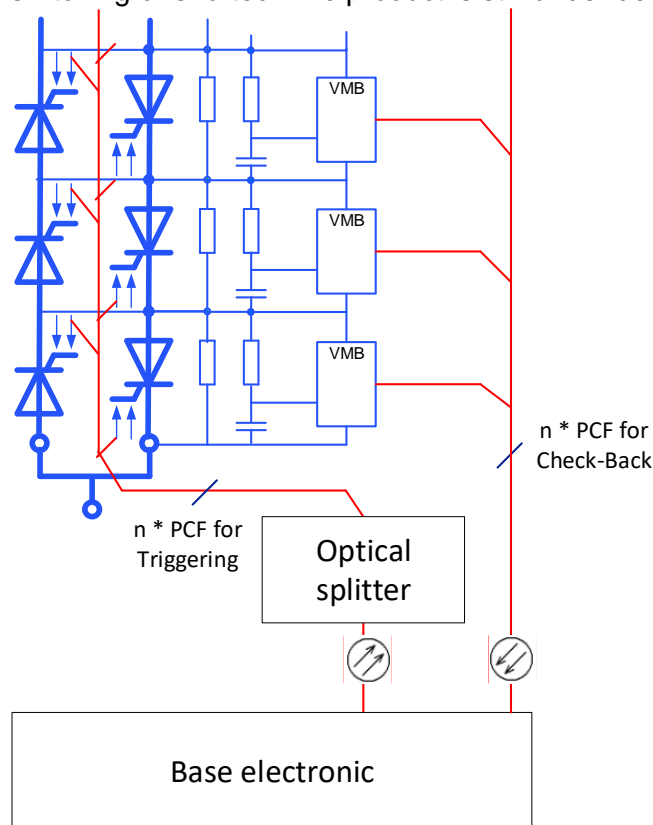 VMB
VMB
VMB
n * PCF for
Check-Back
n * PCF for
Triggering
Optical
splitter
Base electronic